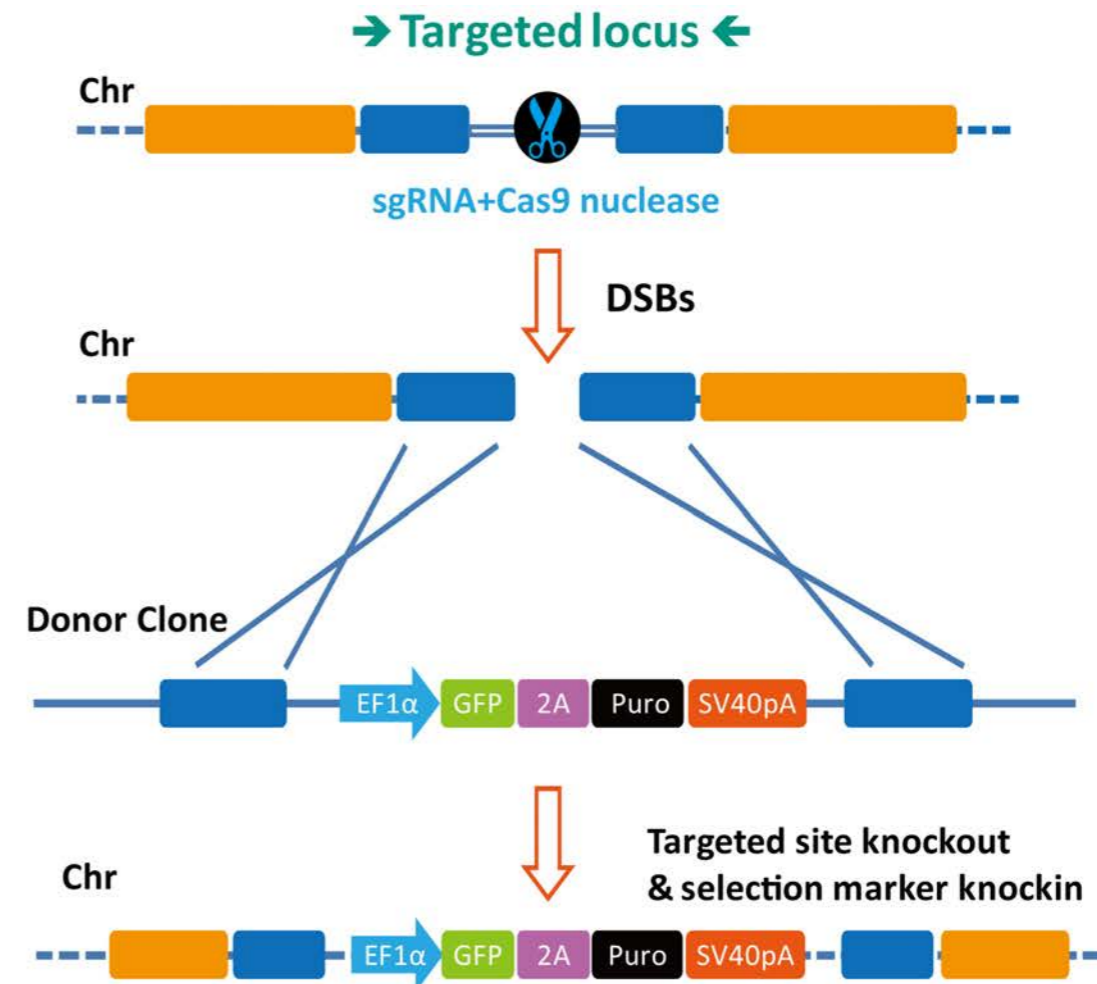 → Targeted locus ←
Chr
sgRNA+Cas9 nuclease
DSBs
Chr
Donor Clone
EF1α GFP 2A Puro SV40pA
Targeted site knockout
& selection marker knockin
Chr
EF1α GFP 2A Puro SV40pA